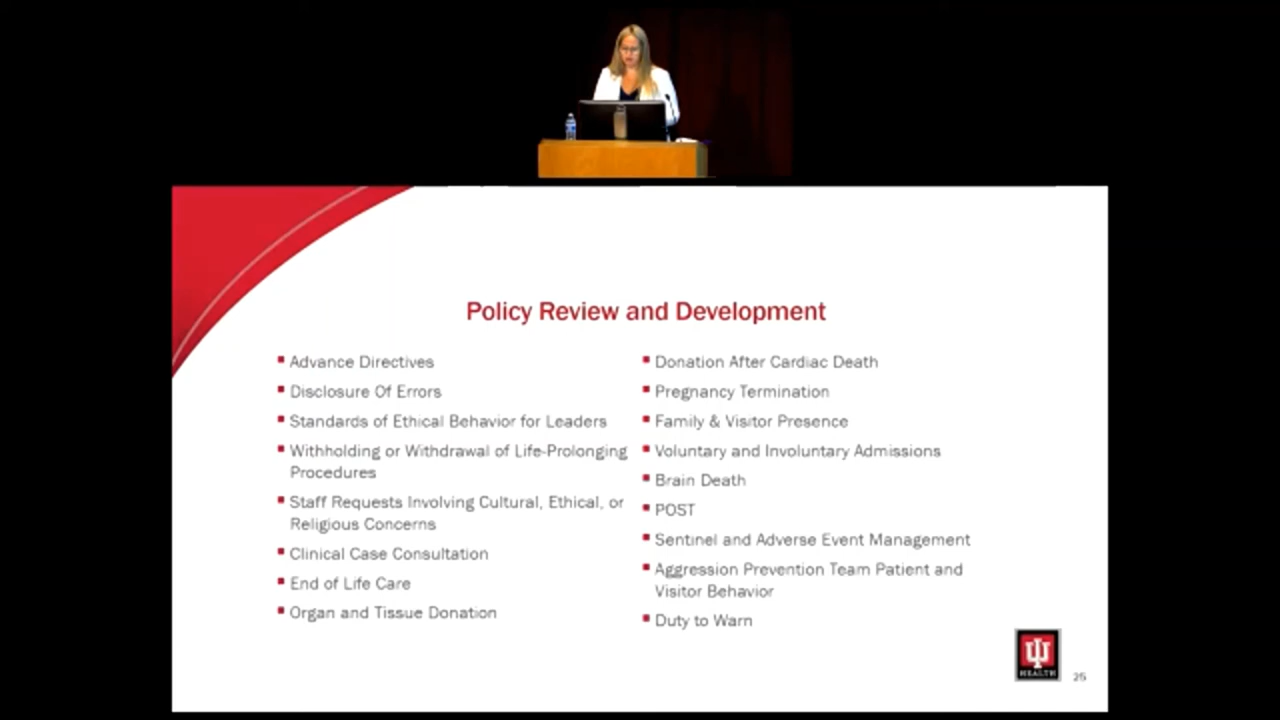 Policy Review and Development
Advance Directives
Disclosure Of Errors
Standards of Ethical Behavior for Leaders
Withholding or Withdrawal of Life-Prolonging
Procedures
Staff Requests Involving Cultural, Ethical, or
Religious Concerns
Clinical Case Consultation
End of Life Care
Organ and Tissue Donation
Donation After Cardiac Death
Pregnancy Termination
Family & Visitor Presence
Voluntary and Involuntary Admissions
Brain Death
POST
Sentinel and Adverse Event Management
Aggression Prevention Team Patient and
Visitor Behavior
Duty to Warn
IU
HEALTH
25